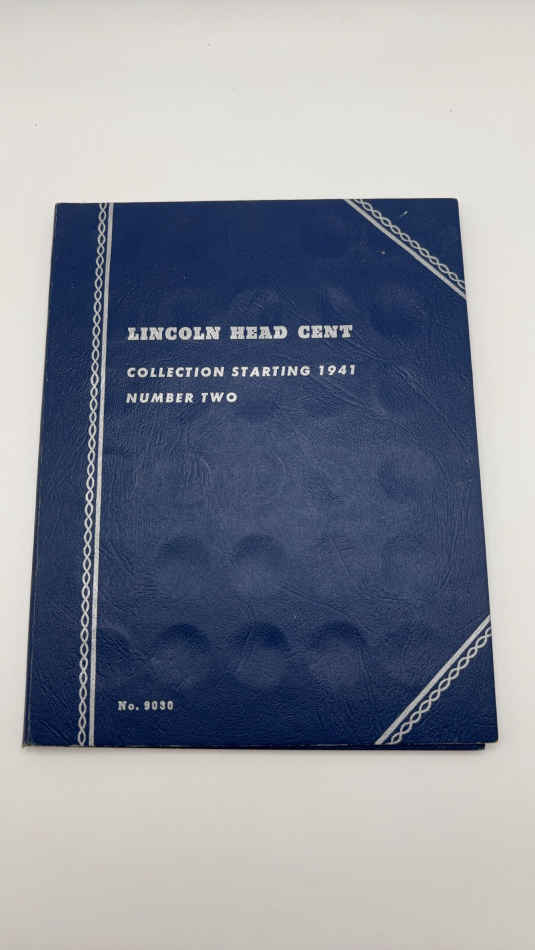 LINCOLN HEAD CENT
COLLECTION STARTING 1941
NUMBER TWO
No. 9030